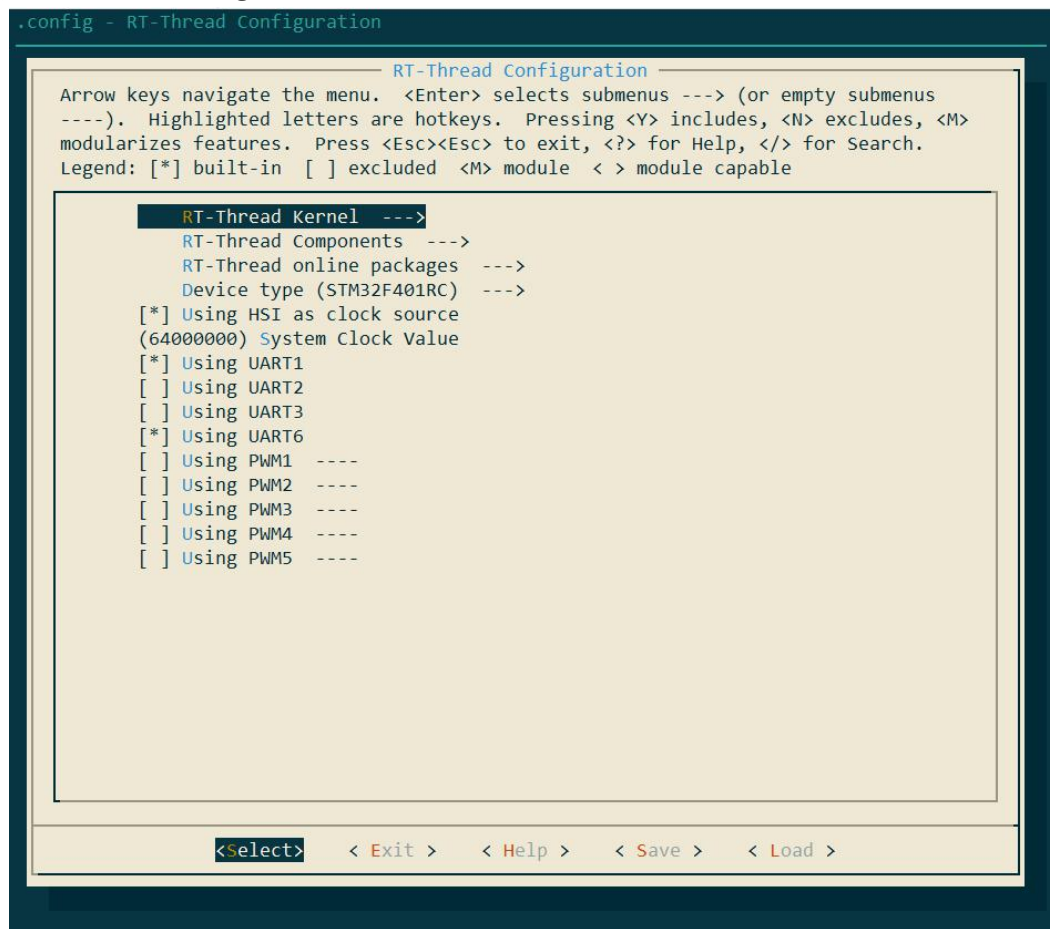 .config - RT-Thread Configuration
RT-Thread Configuration
Arrow keys navigate the menu.  <Enter> selects submenus ---> (or empty submenus
----).  Highlighted letters are hotkeys.  Pressing <Y> includes, <N> excludes, <M>
modularizes features.  Press <Esc><Esc> to exit, <?> for Help, </> for Search.
Legend: [*] built-in  [ ] excluded  <M> module  < > module capable
RT-Thread Kernel  --->
RT-Thread Components  --->
RT-Thread online packages  --->
Device type (STM32F401RC)  --->
[*] Using HSI as clock source
(64000000) System Clock Value
[*] Using UART1
[ ] Using UART2
[ ] Using UART3
[*] Using UART6
[ ] Using PWM1  ----
[ ] Using PWM2  ----
[ ] Using PWM3  ----
[ ] Using PWM4  ----
[ ] Using PWM5  ----
<Select>    < Exit >    < Help >    < Save >    < Load >